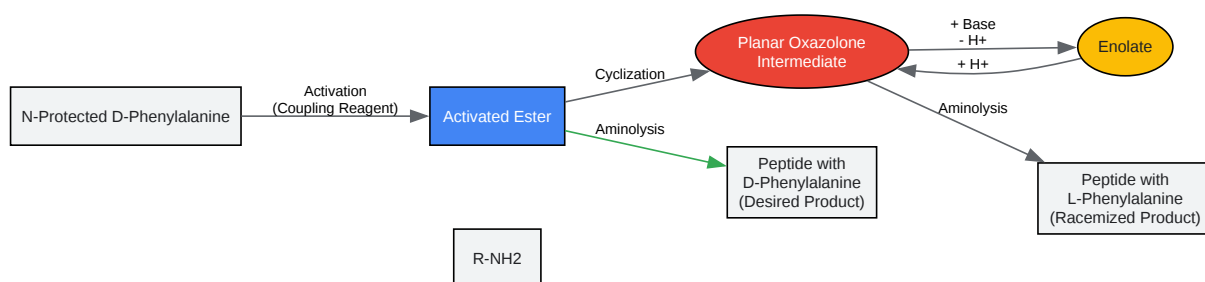 N-Protected D-Phenylalanine
Activation
(Coupling Reagent)
Activated Ester
Cyclization
Aminolysis
Planar Oxazolone
Intermediate
+ Base
- H+
+ H+
Enolate
Aminolysis
Peptide with
D-Phenylalanine
(Desired Product)
Peptide with
L-Phenylalanine
(Racemized Product)
R-NH2